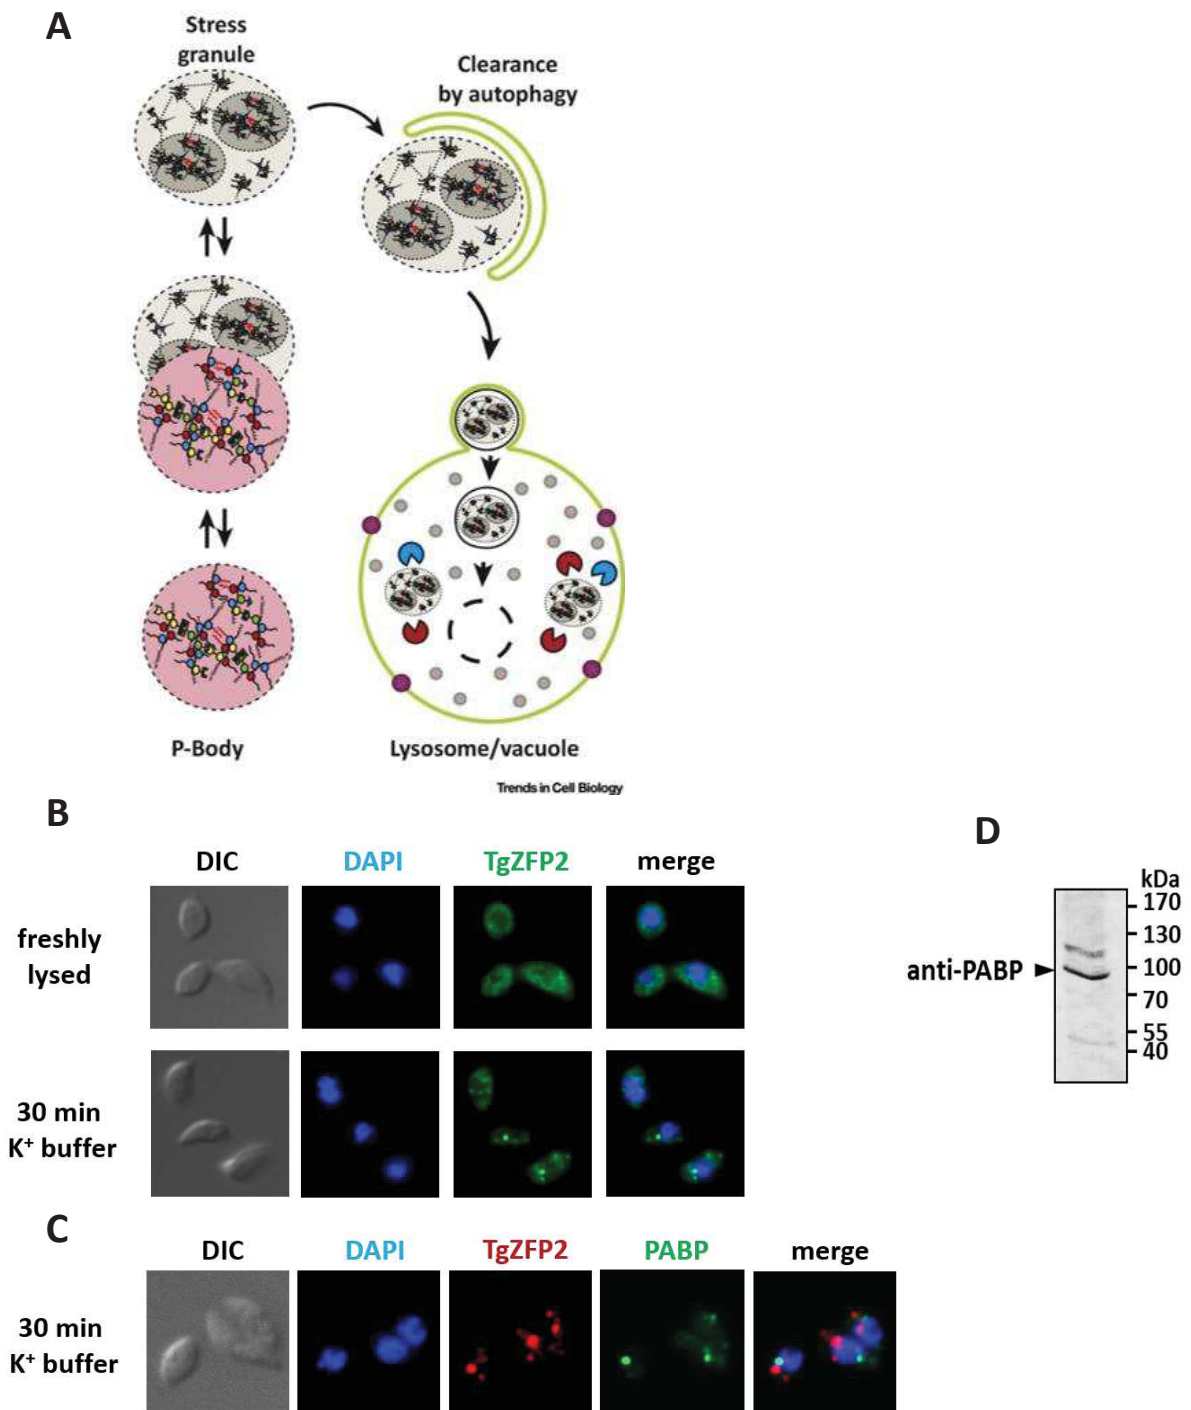 A
Stress
granule
Clearance
by autophagy
P-Body
Lysosome/vacuole
Trends in Cell Biology
B
DIC
DAPI
TgZFP2
merge
freshly
lysed
30 min
K⁺ buffer
C
DIC
DAPI
TgZFP2
PABP
merge
30 min
K⁺ buffer
D
kDa
170
130
anti-PABP
100
70
55
40